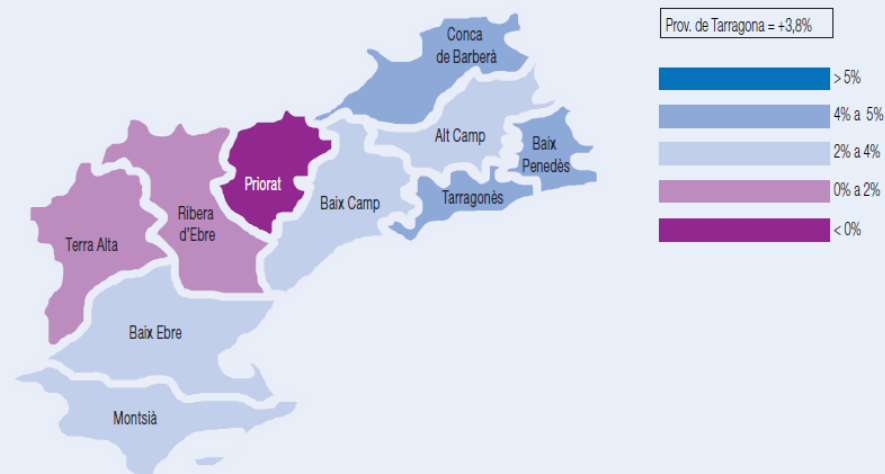 Prov. de Tarragona = +3,8%
> 5%
4% a 5%
2% a 4%
0% a 2%
< 0%
Conca
de Barberà
Alt Camp
Baix
Penedès
Priorat
Baix Camp
Tarragonès
Ribera
d'Ebre
Terra Alta
Baix Ebre
Montsià